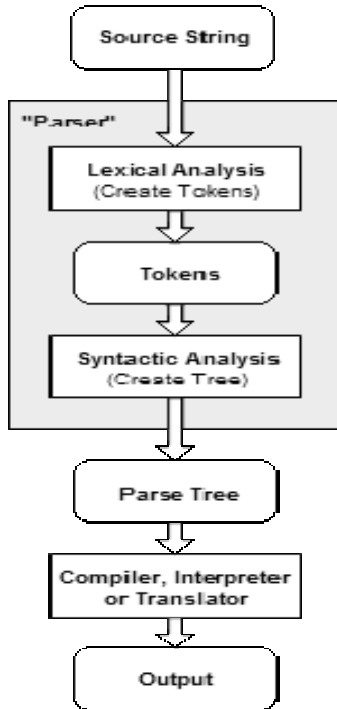 Source String
"Parser"
Lexical Analysis
(Create Tokens)
Tokens
Syntactic Analysis
(Create Tree)
Parse Tree
Compiler, Interpreter
or Translator
Output